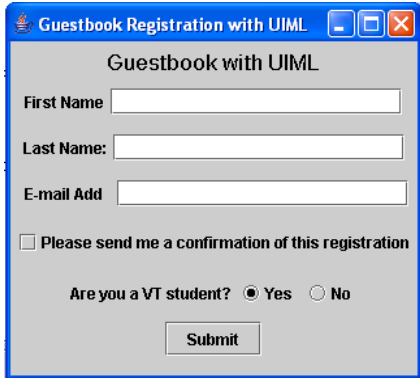 Guestbook Registration with UIML
Guestbook with UIML
First Name
Last Name:
E-mail Add
Please send me a confirmation of this registration
Are you a VT student? Yes No
Submit